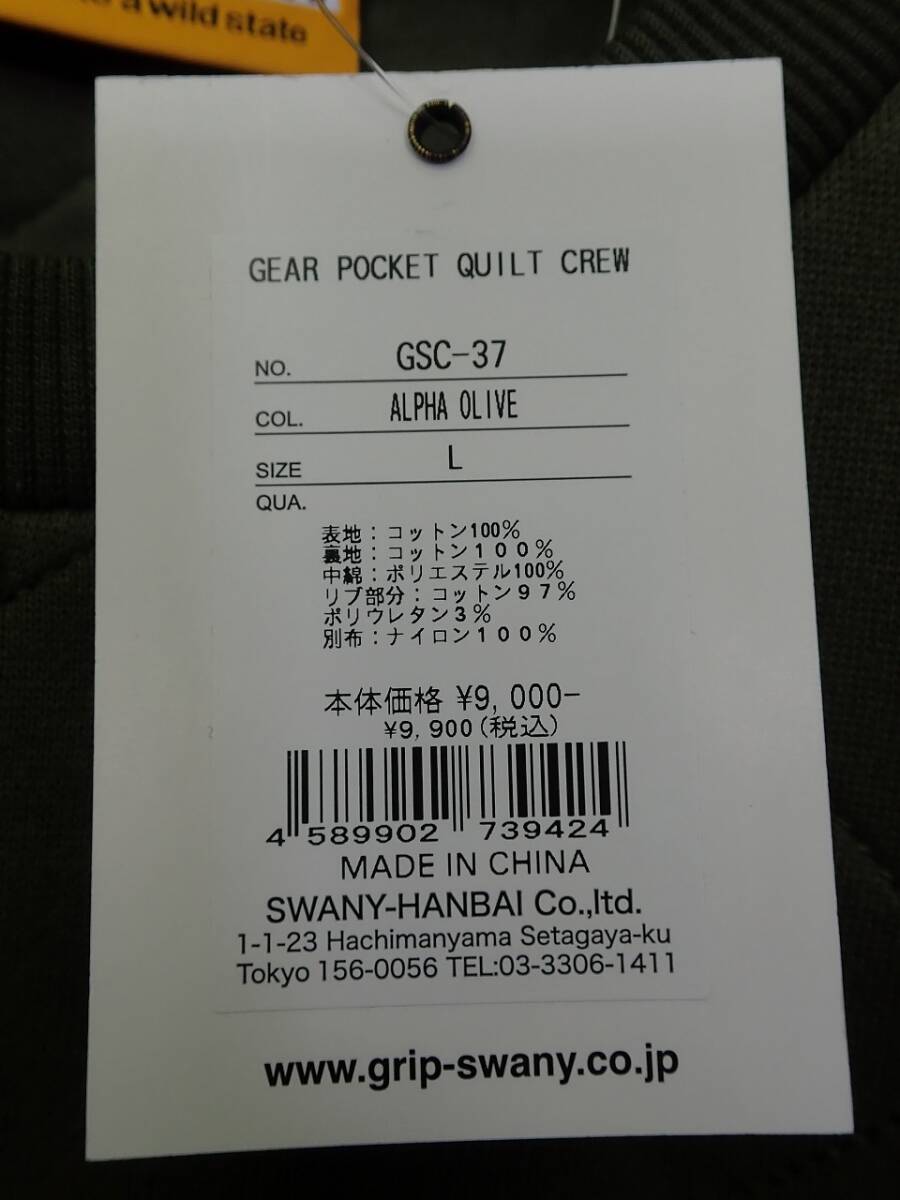 a wild state
GEAR POCKET QUILT CREW
NO. GSC-37
COL. ALPHA OLIVE
SIZE L
QUA.
表地：コットン100％
裏地：コットン１００％
中綿：ポリエステル100％
リブ部分：コットン９７％
ポリウレタン３％
別布：ナイロン１００％
本体価格 ¥9,000-
¥9,900(税込)
4 589902 739424
MADE IN CHINA
SWANY-HANBAI Co.,ltd.
1-1-23 Hachimanyama Setagaya-ku
Tokyo 156-0056 TEL:03-3306-1411
www.grip-swany.co.jp